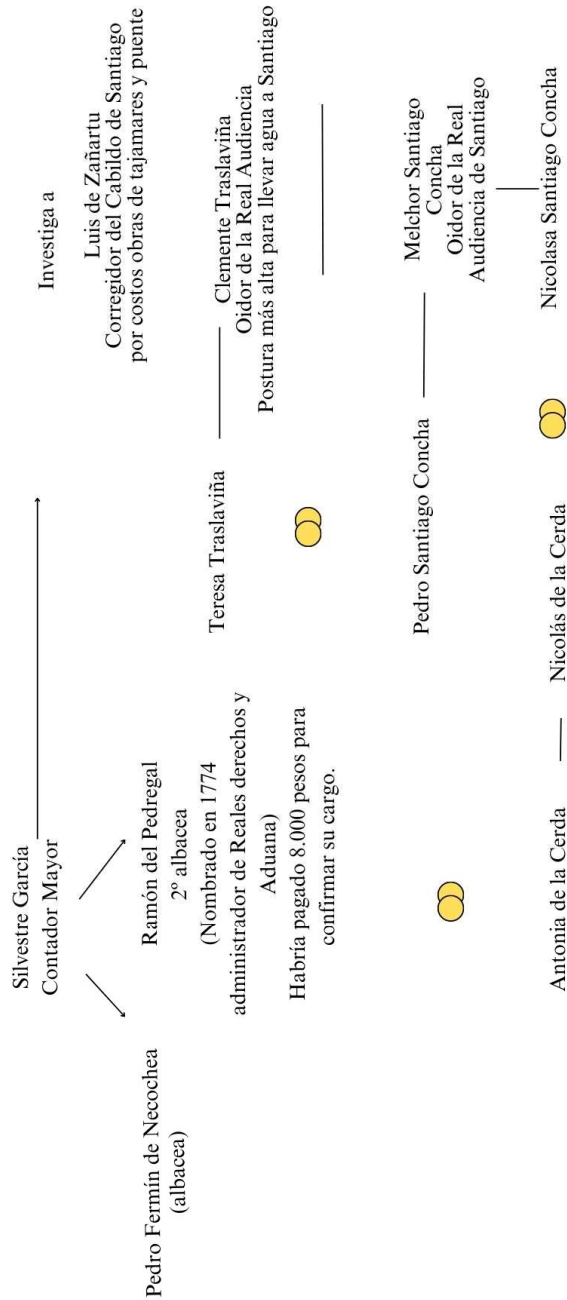 Silvestre García
Contador Mayor
Investiga a
Pedro Fermín de Necochea
(albacea)
Ramón del Pedregal
2º albacea
(Nombrado en 1774
administrador de Reales derechos y
Aduana)
Habría pagado 8.000 pesos para
confirmar su cargo.
Luis de Zañartu
Corregidor del Cabildo de Santiago
por costos obras de tajamares y puente
Teresa Traslaviña
Clemente Traslaviña
Oidor de la Real Audiencia
Postura más alta para llevar agua a Santiago
Pedro Santiago Concha
Melchor Santiago
Concha
Oidor de la Real
Audiencia de Santiago
Antonia de la Cerda
Nicolás de la Cerda
Nicolasa Santiago Concha